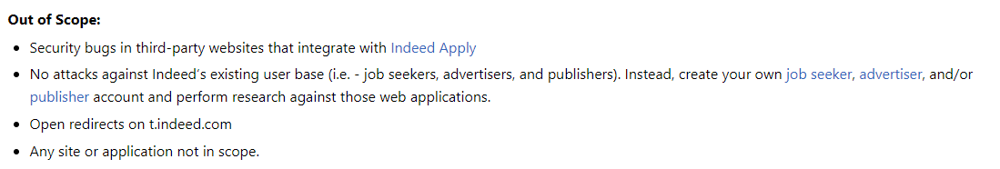 Out of Scope:
• Security bugs in third-party websites that integrate with Indeed Apply
• No attacks against Indeed's existing user base (i.e. - job seekers, advertisers, and publishers). Instead, create your own job seeker, advertiser, and/or
publisher account and perform research against those web applications.
• Open redirects on t.indeed.com
• Any site or application not in scope.